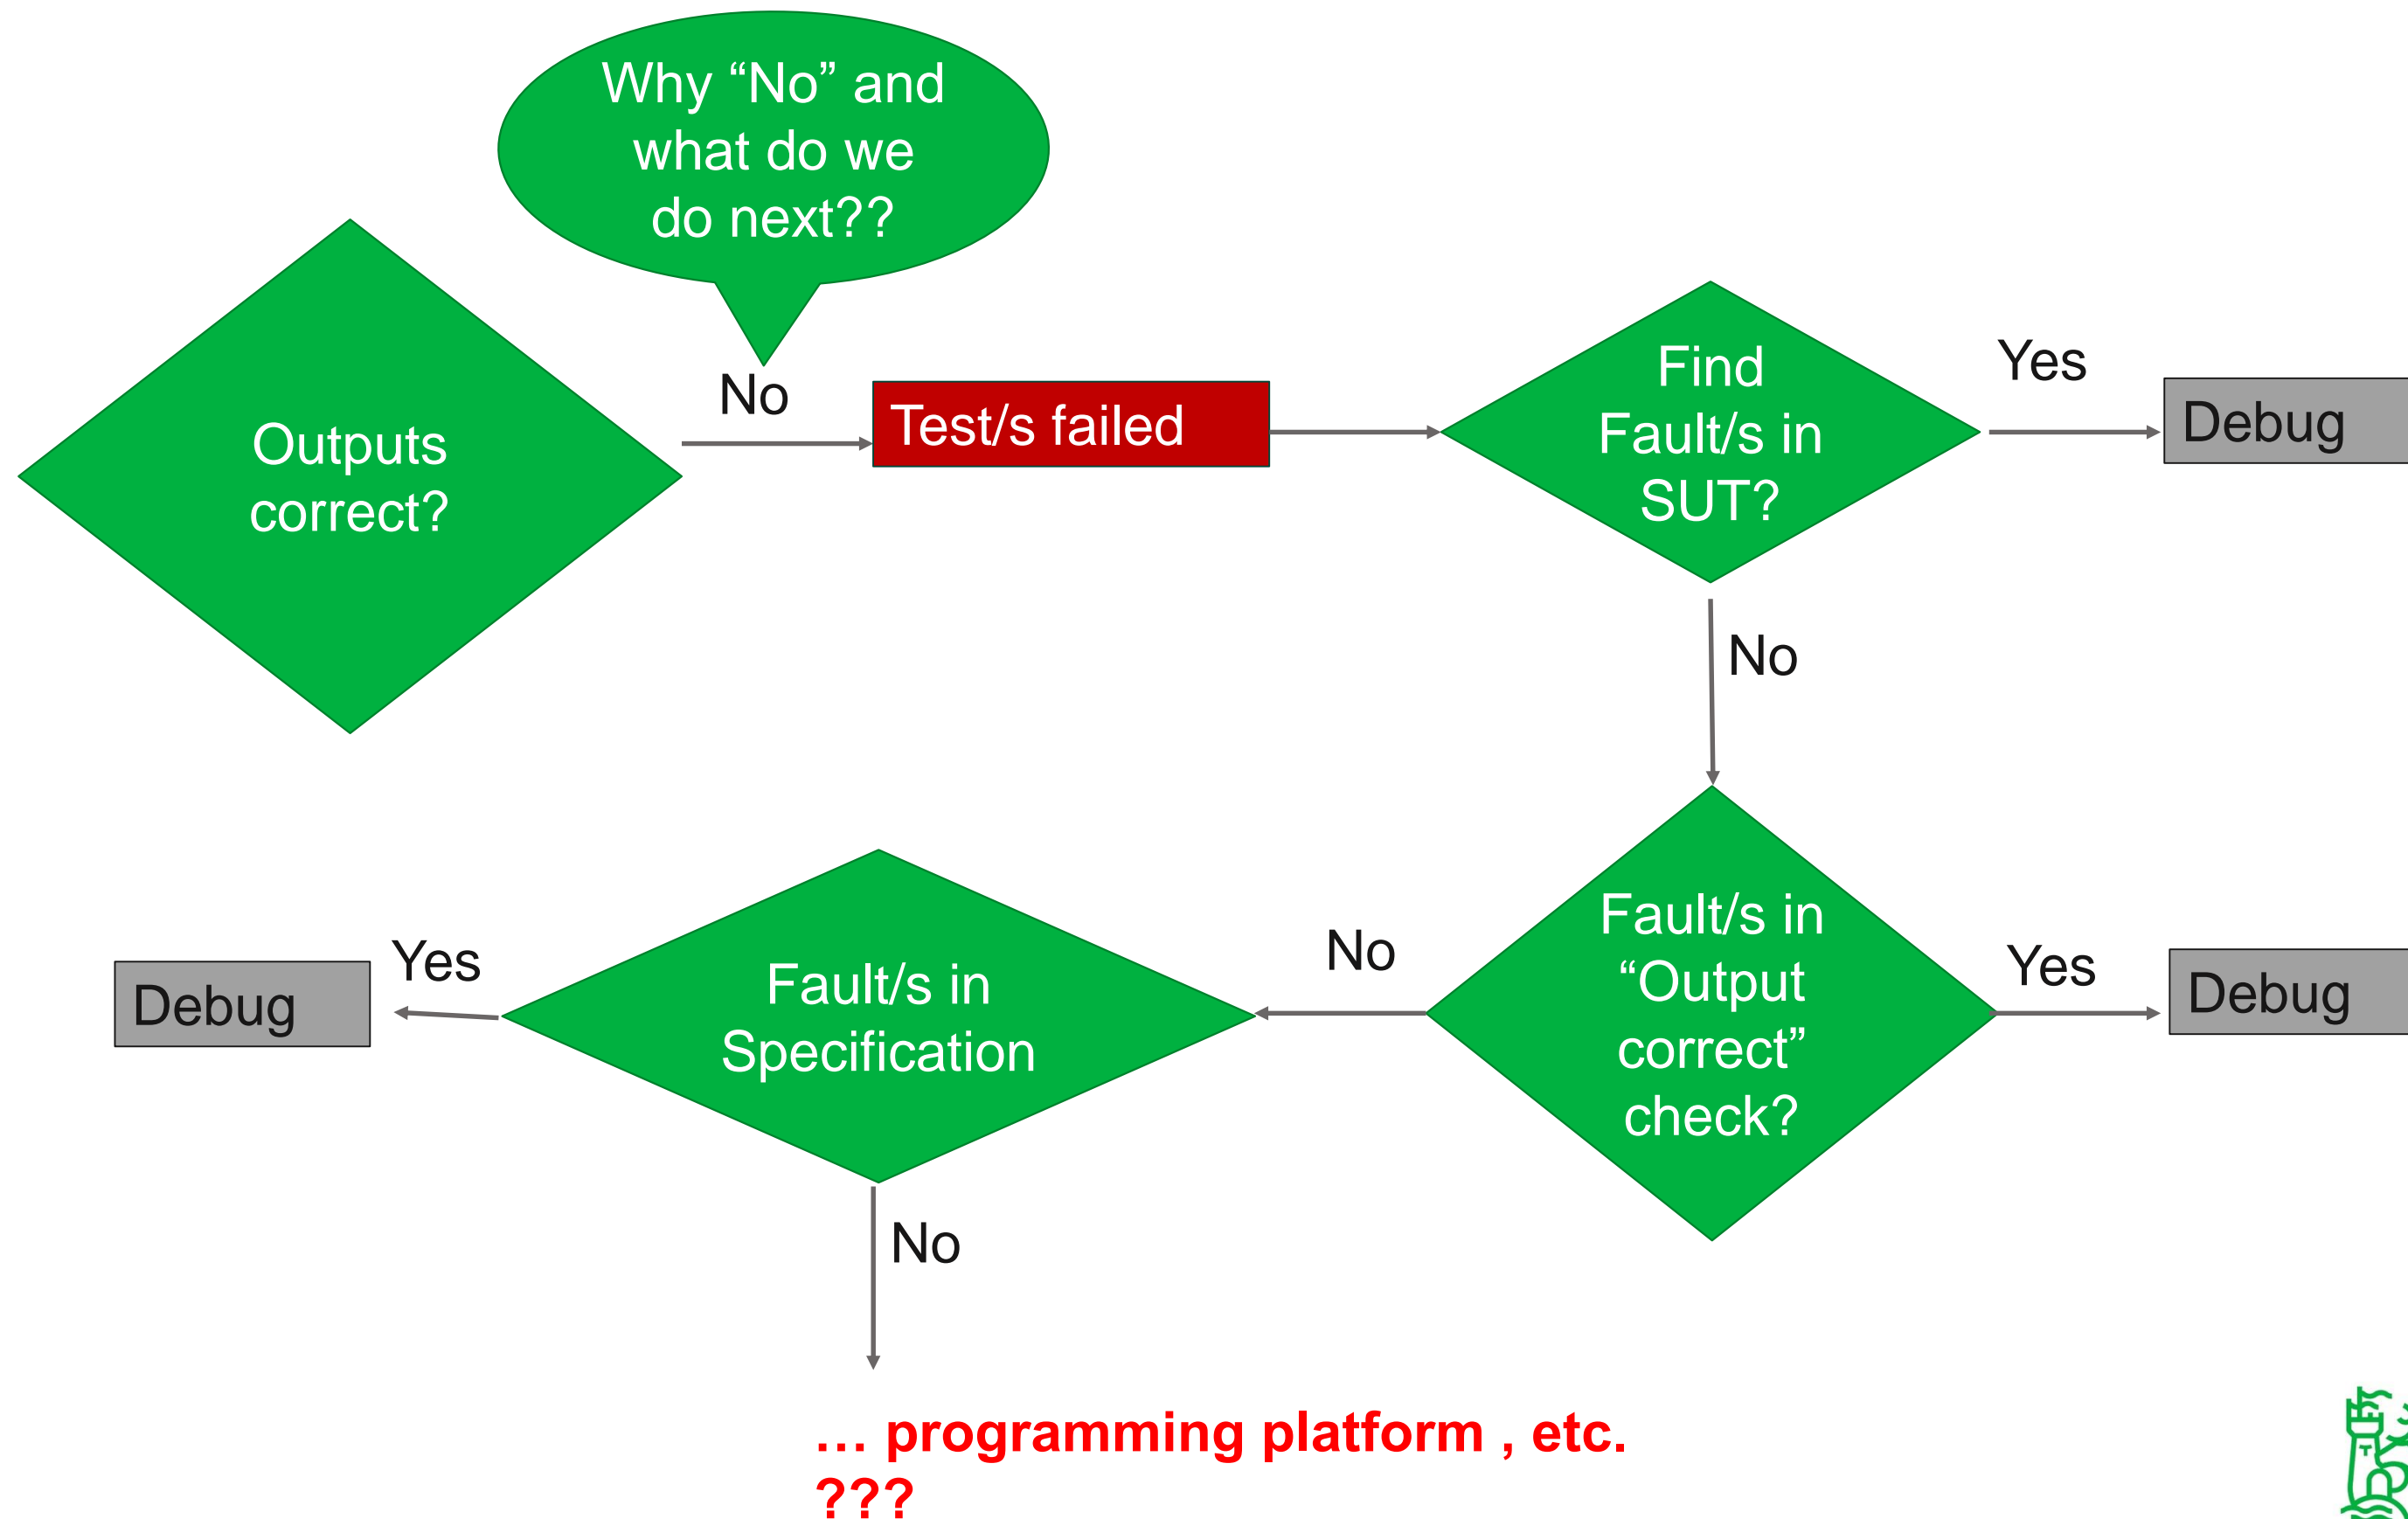 Why “No” and
what do we
do next??
Outputs
correct?
No
Test/s failed
Find
Fault/s in
SUT?
Yes
Debug
No
Fault/s in
“Output
correct”
check?
Yes
Debug
No
Fault/s in
Specification
Yes
Debug
No
... programming platform , etc.
???